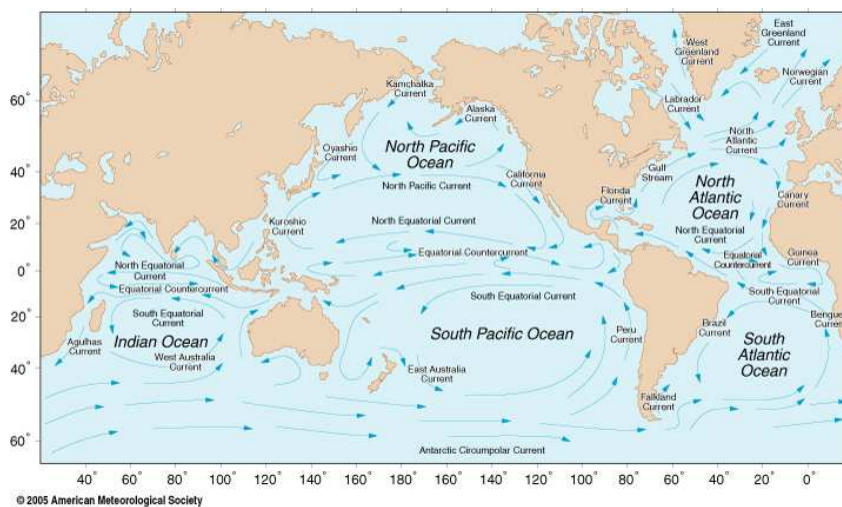 East
Greenland
Current
West
Greenland
Current
Norwegian
Current
Kamchatka
Current
Alaska
Current
Labrador
Current
60°
Oyashio
Current
North Pacific
Ocean
North
Atlantic
Current
40°
Gulf
Stream
California
Current
North Pacific Current
Florida
Current
North
Atlantic
Ocean
Canary
Current
Kuroshio
Current
20°
North Equatorial Current
North Equatorial
Current
Guinea
Current
North Equatorial
Current
Equatorial Countercurrent
Equatorial
Countercurrent
0°
Equatorial Countercurrent
South Equatorial
Current
South Equatorial Current
South Equatorial
Current
20°
Indian Ocean
South Pacific Ocean
Peru
Current
Brazil
Current
South
Atlantic
Ocean
Benguela
Current
Agulhas
Current
West Australia
Current
40°
East Australia
Current
Falkland
Current
60°
Antarctic Circumpolar Current
40° 60° 80° 100° 120° 140° 160° 180° 160° 140° 120° 100° 80° 60° 40° 20° 0°
© 2005 American Meteorological Society